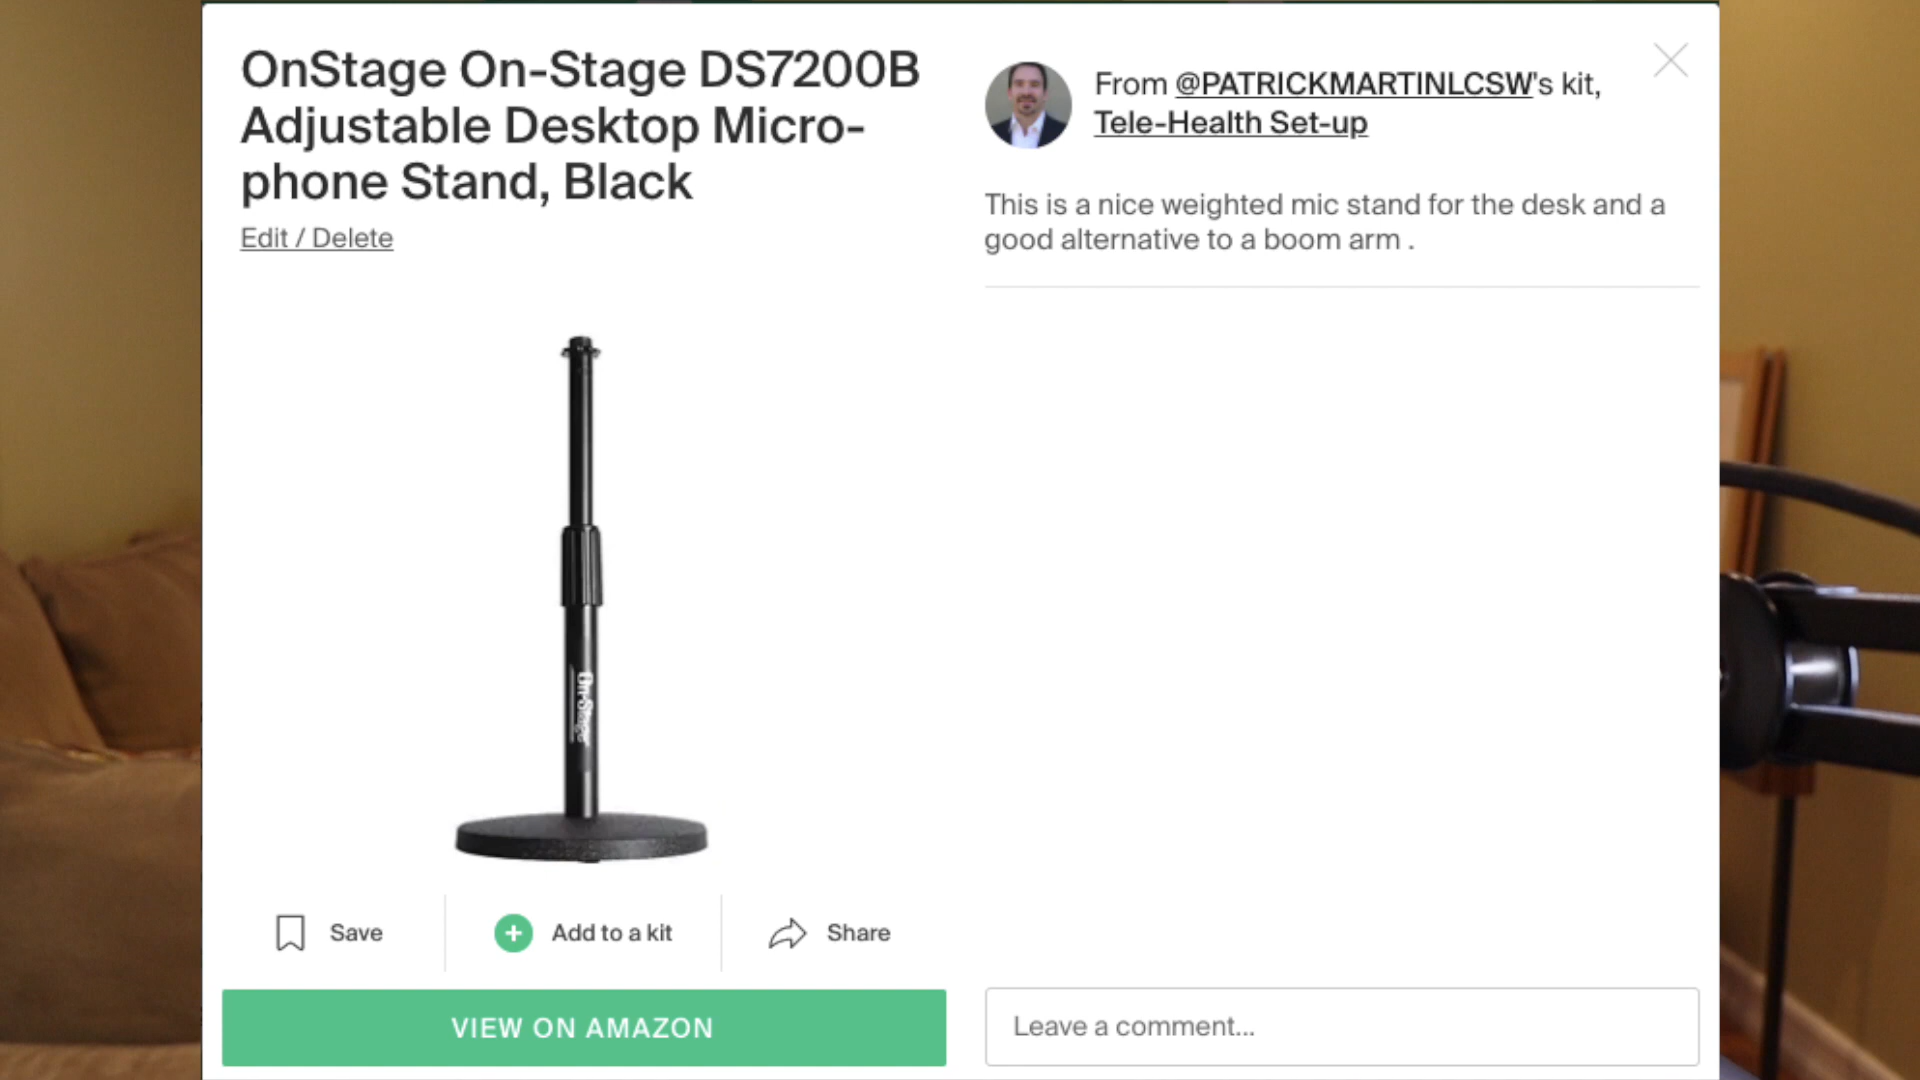 OnStage On-Stage DS7200B
Adjustable Desktop Micro-
phone Stand, Black
Edit / Delete
On-Stage
Save
Add to a kit
Share
VIEW ON AMAZON
From @PATRICKMARTINLCSW's kit,
Tele-Health Set-up
This is a nice weighted mic stand for the desk and a
good alternative to a boom arm .
Leave a comment...